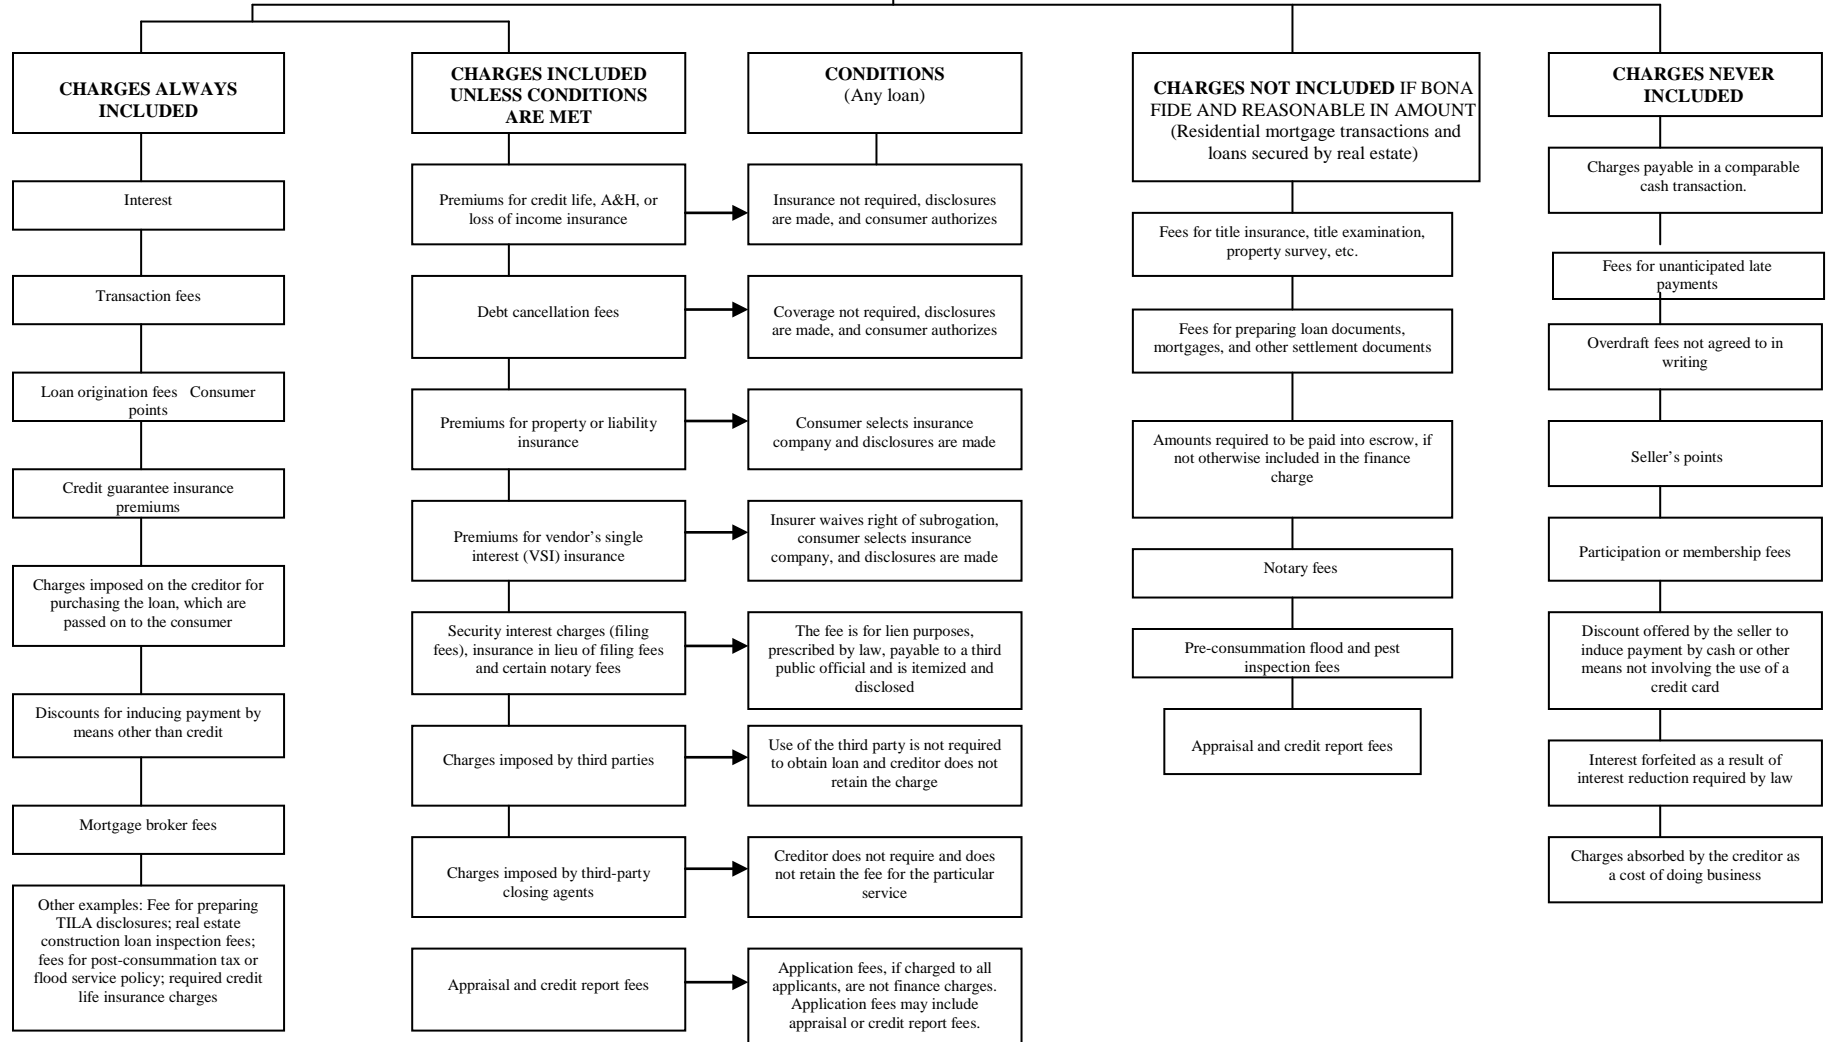 CHARGES ALWAYS
INCLUDED
Interest
Transaction fees
Loan origination fees   Consumer
points
Credit guarantee insurance
premiums
Charges imposed on the creditor for
purchasing the loan, which are
passed on to the consumer
Discounts for inducing payment by
means other than credit
Mortgage broker fees
Other examples: Fee for preparing
TILA disclosures; real estate
construction loan inspection fees;
fees for post-consummation tax or
flood service policy; required credit
life insurance charges
CHARGES INCLUDED
UNLESS CONDITIONS
ARE MET
CONDITIONS
(Any loan)
Premiums for credit life, A&H, or
loss of income insurance
Insurance not required, disclosures
are made, and consumer authorizes
Debt cancellation fees
Coverage not required, disclosures
are made, and consumer authorizes
Premiums for property or liability
insurance
Consumer selects insurance
company and disclosures are made
Premiums for vendor’s single
interest (VSI) insurance
Insurer waives right of subrogation,
consumer selects insurance
company, and disclosures are made
Security interest charges (filing
fees), insurance in lieu of filing fees
and certain notary fees
The fee is for lien purposes,
prescribed by law, payable to a third
public official and is itemized and
disclosed
Charges imposed by third parties
Use of the third party is not required
to obtain loan and creditor does not
retain the charge
Charges imposed by third-party
closing agents
Creditor does not require and does
not retain the fee for the particular
service
Appraisal and credit report fees
Application fees, if charged to all
applicants, are not finance charges.
Application fees may include
appraisal or credit report fees.
CHARGES NOT INCLUDED IF BONA
FIDE AND REASONABLE IN AMOUNT
(Residential mortgage transactions and
loans secured by real estate)
Fees for title insurance, title examination,
property survey, etc.
Fees for preparing loan documents,
mortgages, and other settlement documents
Amounts required to be paid into escrow, if
not otherwise included in the finance
charge
Notary fees
Pre-consummation flood and pest
inspection fees
Appraisal and credit report fees
CHARGES NEVER
INCLUDED
Charges payable in a comparable
cash transaction.
Fees for unanticipated late
payments
Overdraft fees not agreed to in
writing
Seller’s points
Participation or membership fees
Discount offered by the seller to
induce payment by cash or other
means not involving the use of a
credit card
Interest forfeited as a result of
interest reduction required by law
Charges absorbed by the creditor as
a cost of doing business